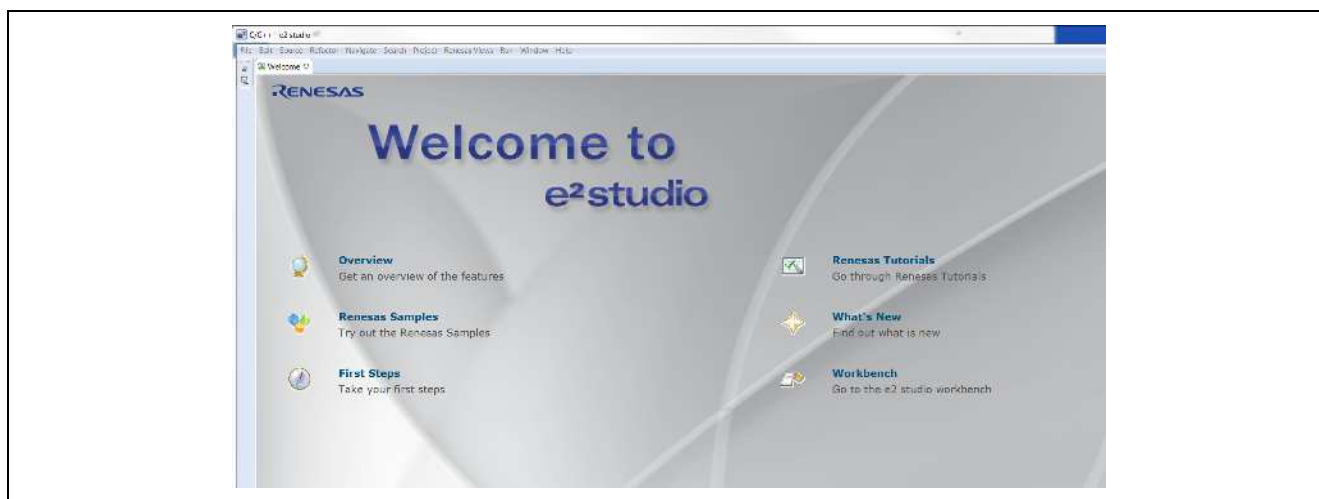 C/C++ - e2 studio
File Edit Source Refactor Navigate Search Project Renesas Views Run Window Help
Welcome
RENESAS
Welcome to
e²studio
Overview
Get an overview of the features
Renesas Samples
Try out the Renesas Samples
First Steps
Take your first steps
Renesas Tutorials
Go through Renesas Tutorials
What's New
Find out what is new
Workbench
Go to the e2 studio workbench